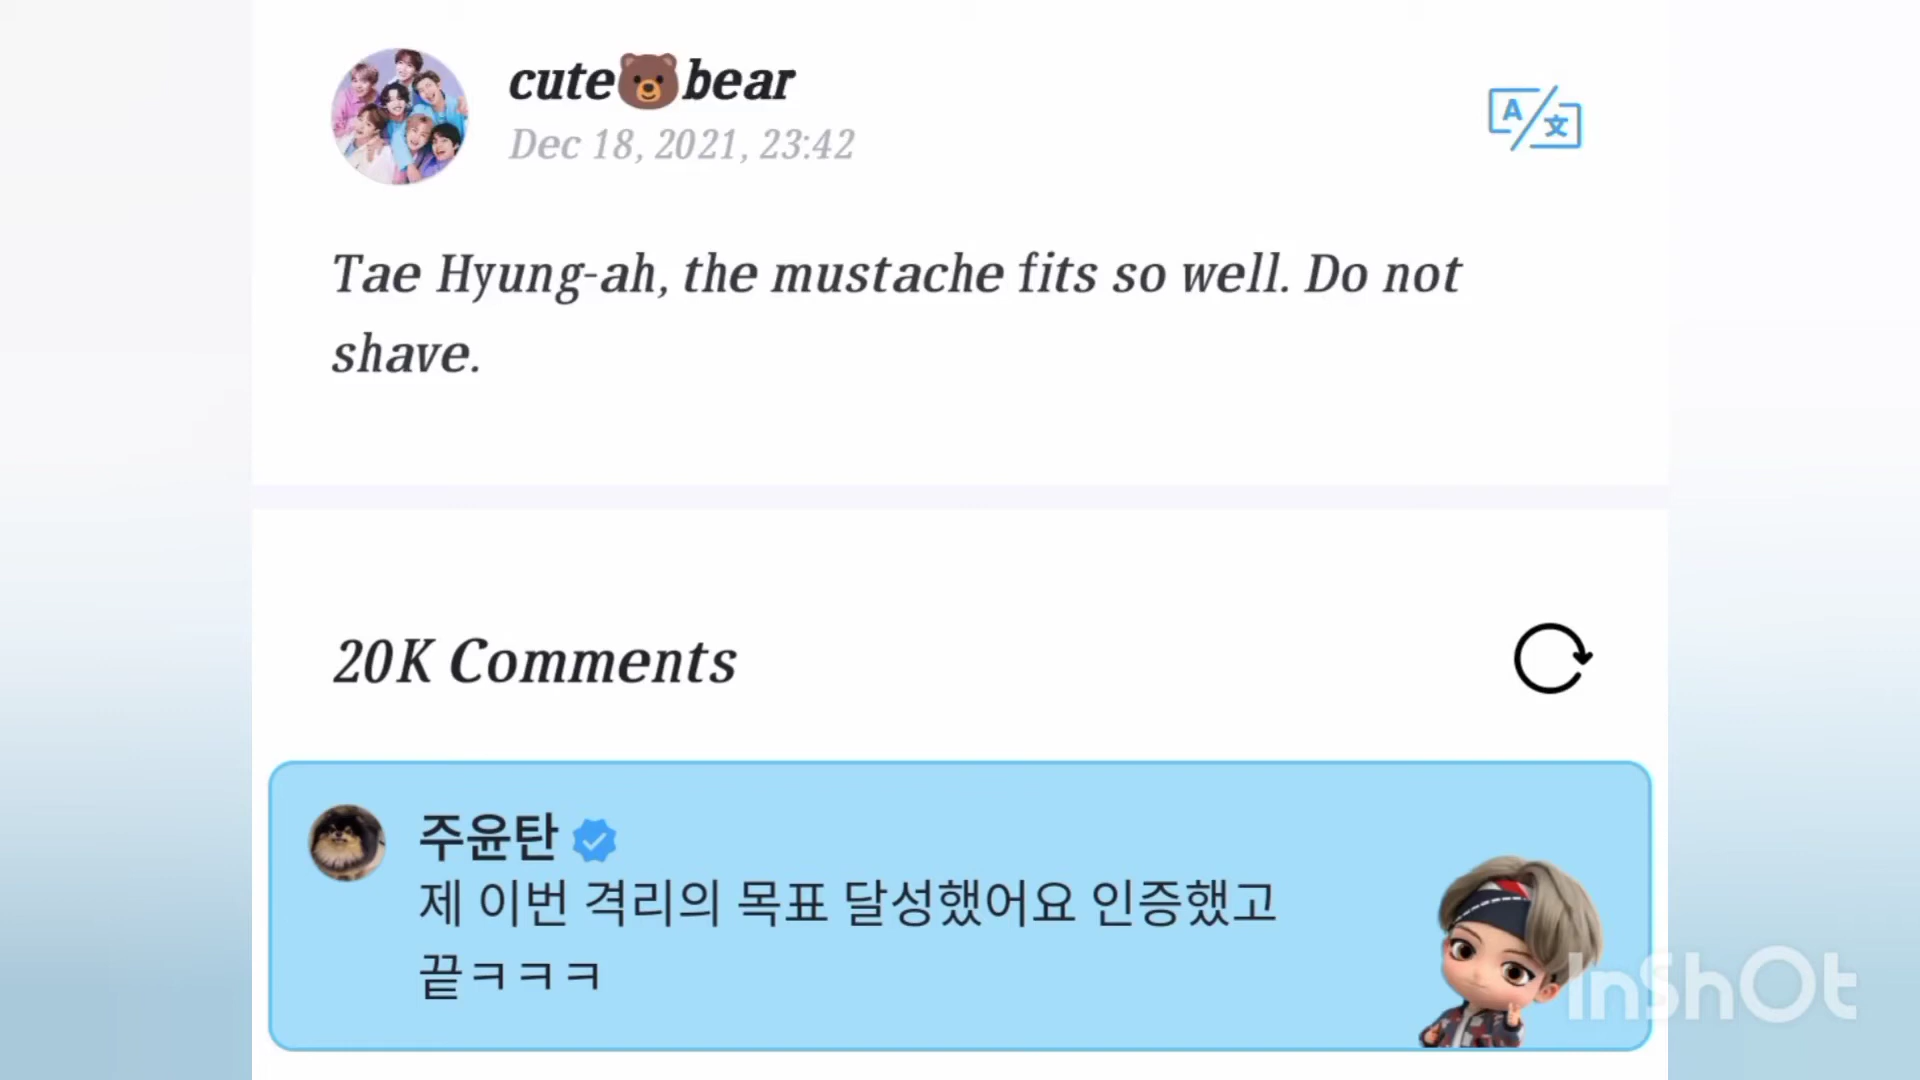 cute🐻bear
Dec 18, 2021, 23:42
A/文
Tae Hyung-ah, the mustache fits so well. Do not
shave.
20K Comments
주윤탄
제 이번 격리의 목표 달성했어요 인증했고
끝ㅋㅋㅋ
InShOt